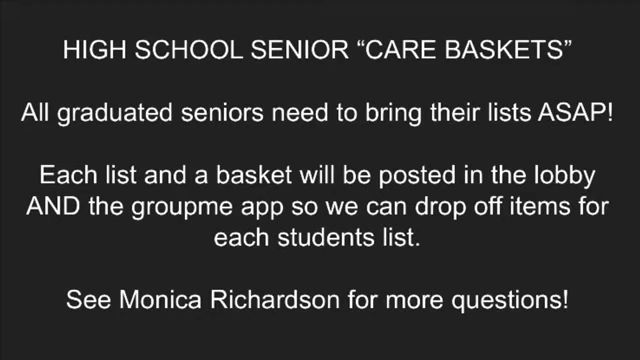 HIGH SCHOOL SENIOR “CARE BASKETS”
All graduated seniors need to bring their lists ASAP!
Each list and a basket will be posted in the lobby
AND the groupme app so we can drop off items for
each students list.
See Monica Richardson for more questions!